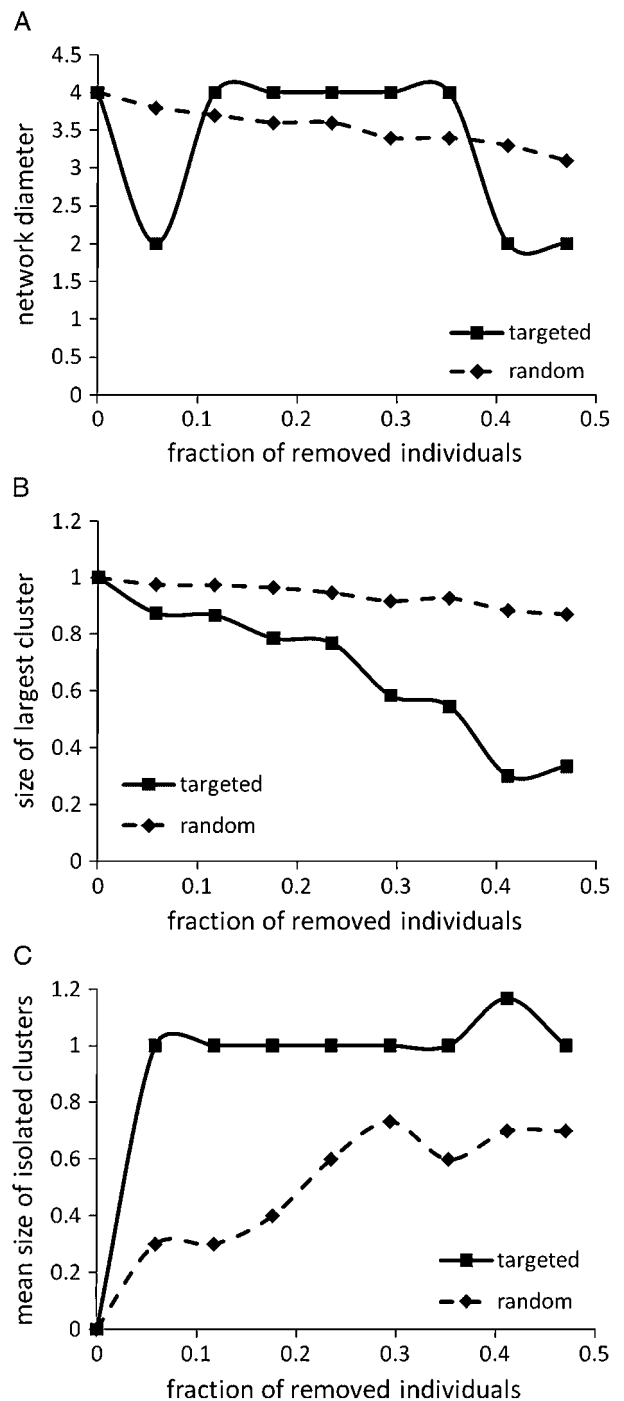 A
4.5
4
3.5
3
2.5
2
1.5
1
0.5
0
network diameter
targeted
random
0 0.1 0.2 0.3 0.4 0.5
fraction of removed individuals
B
1.2
1
0.8
0.6
0.4
0.2
0
size of largest cluster
targeted
random
0 0.1 0.2 0.3 0.4 0.5
fraction of removed individuals
C
1.2
1
0.8
0.6
0.4
0.2
0
mean size of isolated clusters
targeted
random
0 0.1 0.2 0.3 0.4 0.5
fraction of removed individuals